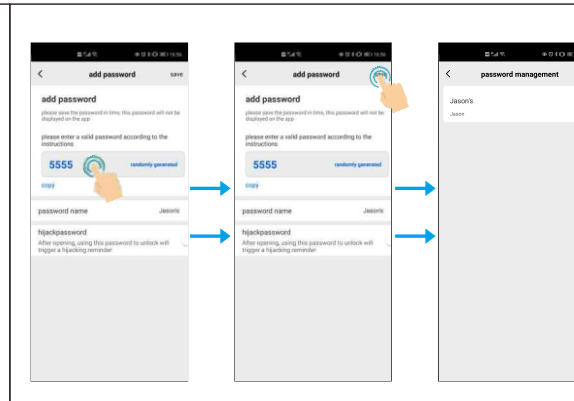 add password
save
add password
please save the password in time, this password will not be
displayed on the app
please enter a valid password according to the
instructions
5555
randomly generated
copy
password name
Jason's
hijackpassword
After opening, using this password to unlock will
trigger a hijacking reminder
add password
add password
please save the password in time, this password will not be
displayed on the app
please enter a valid password according to the
instructions
5555
randomly generated
copy
password name
Jason's
hijackpassword
After opening, using this password to unlock will
trigger a hijacking reminder
password management
Jason's
Jason